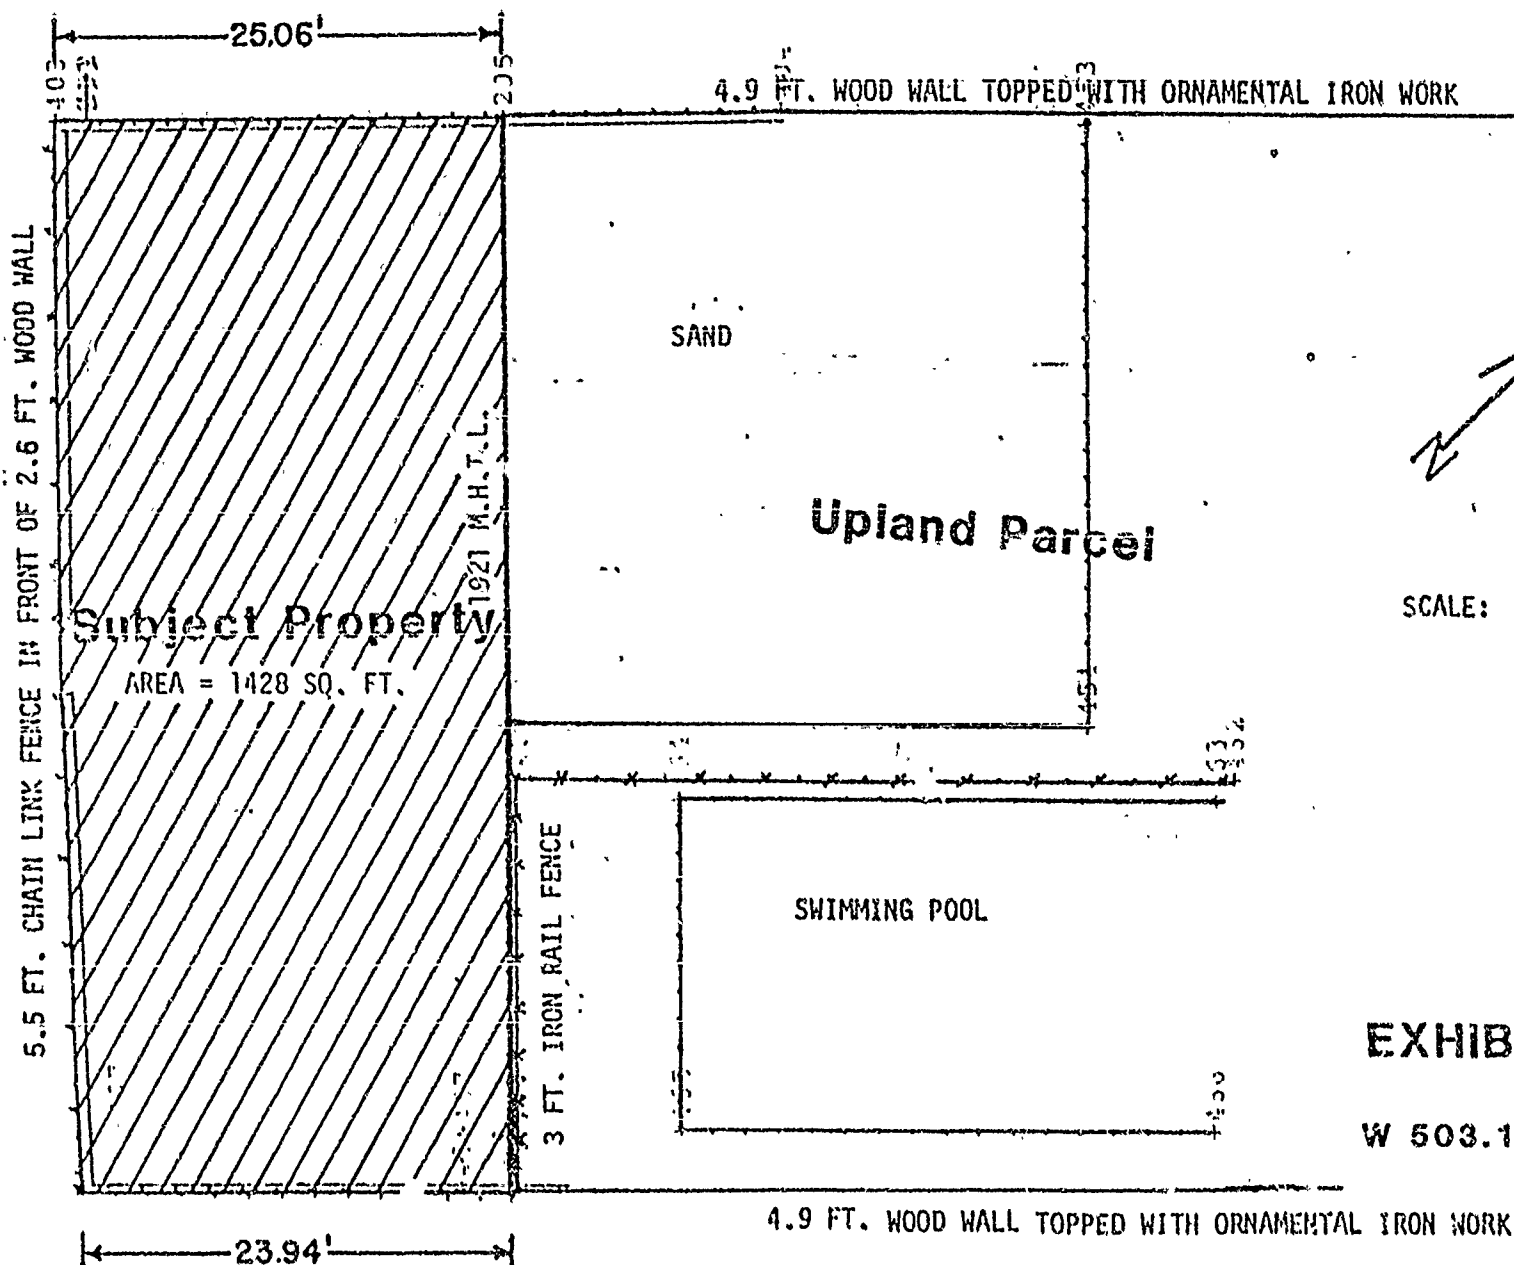 25.06'
103
205
4.9 FT. WOOD WALL TOPPED WITH ORNAMENTAL IRON WORK
5.5 FT. CHAIN LINK FENCE IN FRONT OF 2.6 FT. WOOD WALL
SAND
1921 M.H.T.L.
Upland Parcel
N
Subject Property
SCALE:
AREA = 1428 SQ. FT.
451
3 FT. IRON RAIL FENCE
SWIMMING POOL
EXHIB
W 503.1
4.9 FT. WOOD WALL TOPPED WITH ORNAMENTAL IRON WORK
23.94'